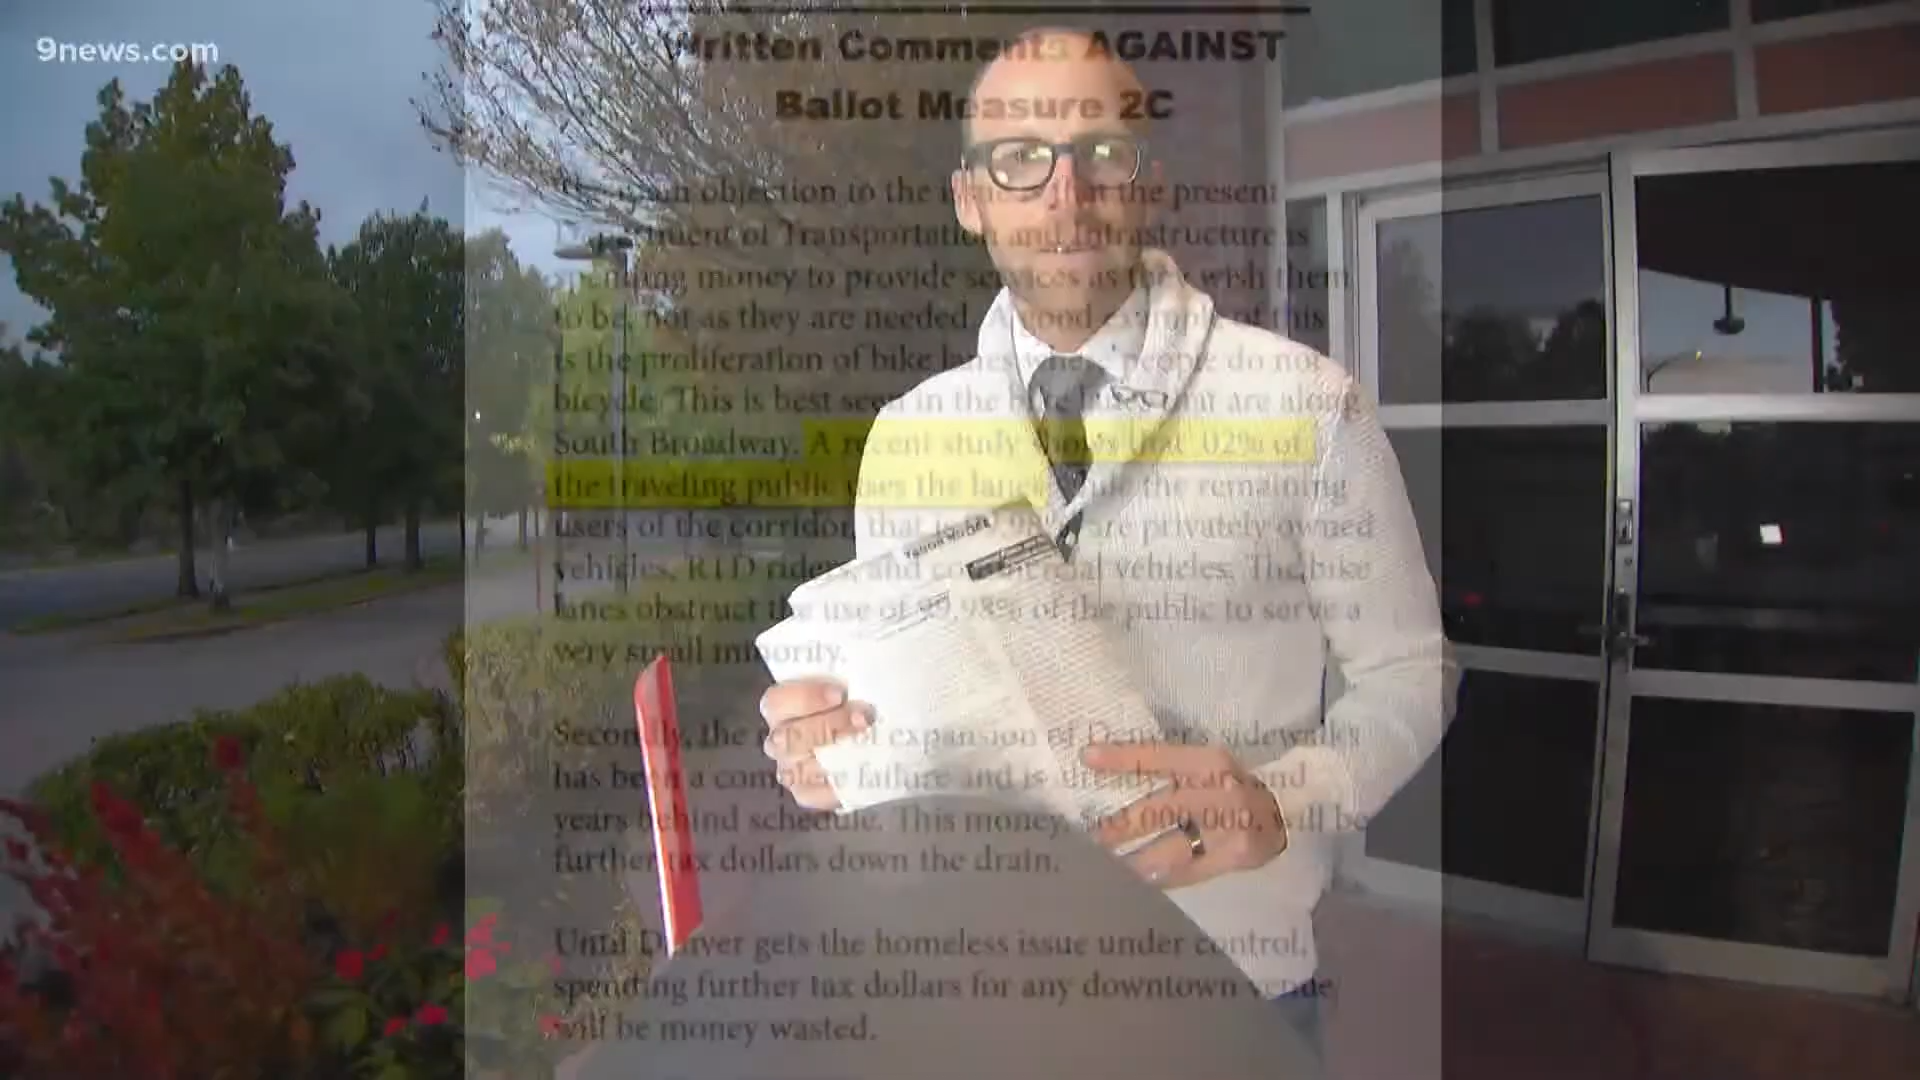 9news.com
Written Comments AGAINST
Ballot Measure 2C
main objection to the that the present
of Transportation and Infrastructure is
spending money to provide services as they wish them
to be, not as they are needed. A good example of this
is the proliferation of bike lanes where people do not
bicycle. This is best seen in the bike lanes that are along
South Broadway. A recent study shows that .02% of
the traveling public uses the lanes while the remaining
users of the corridor, that is 99.98%, are privately owned
vehicles, RTD riders, and commercial vehicles. The bike
lanes obstruct the use of 99.98% of the public to serve a
very small minority.
Secondly, the repair of expansion of Denver's sidewalks
has been a complete failure and is already years and
years behind schedule. This money, $63,000,000, will be
further tax dollars down the drain.
Until Denver gets the homeless issue under control,
spending further tax dollars for any downtown venue
will be money wasted.